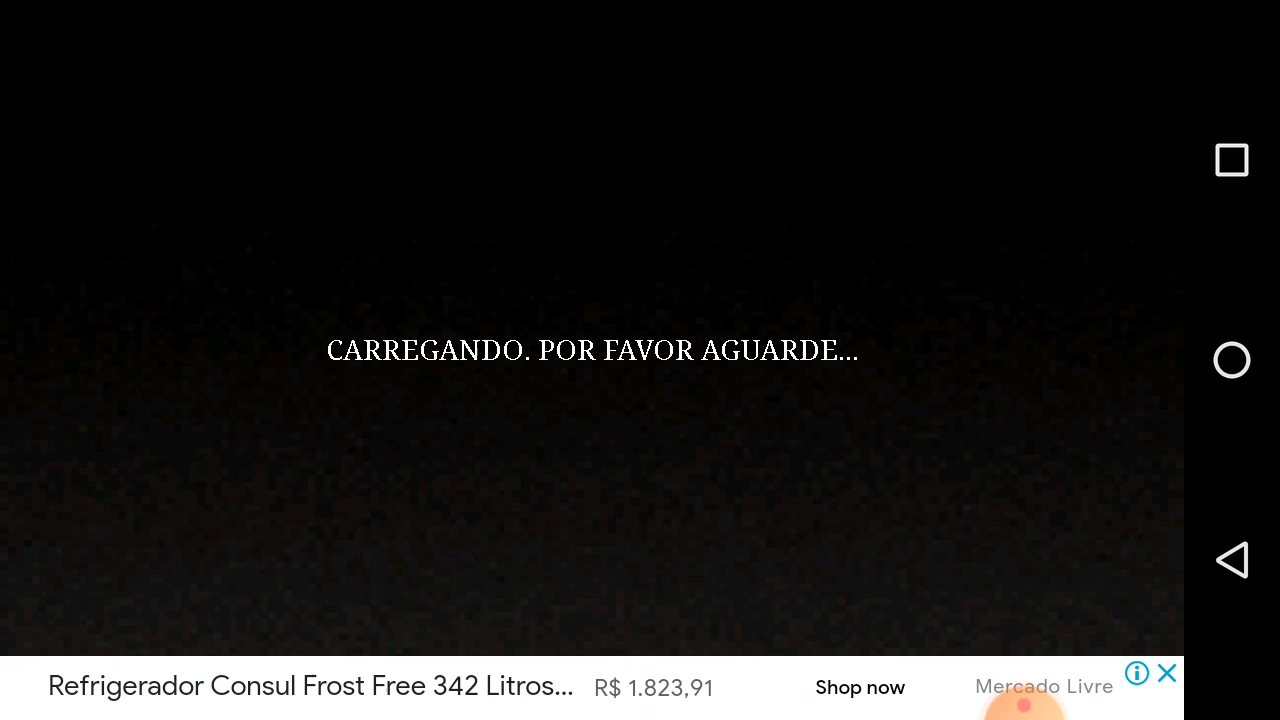 CARREGANDO. POR FAVOR AGUARDE...
Refrigerador Consul Frost Free 342 Litros... R$ 1.823,91 Shop now Mercado Livre